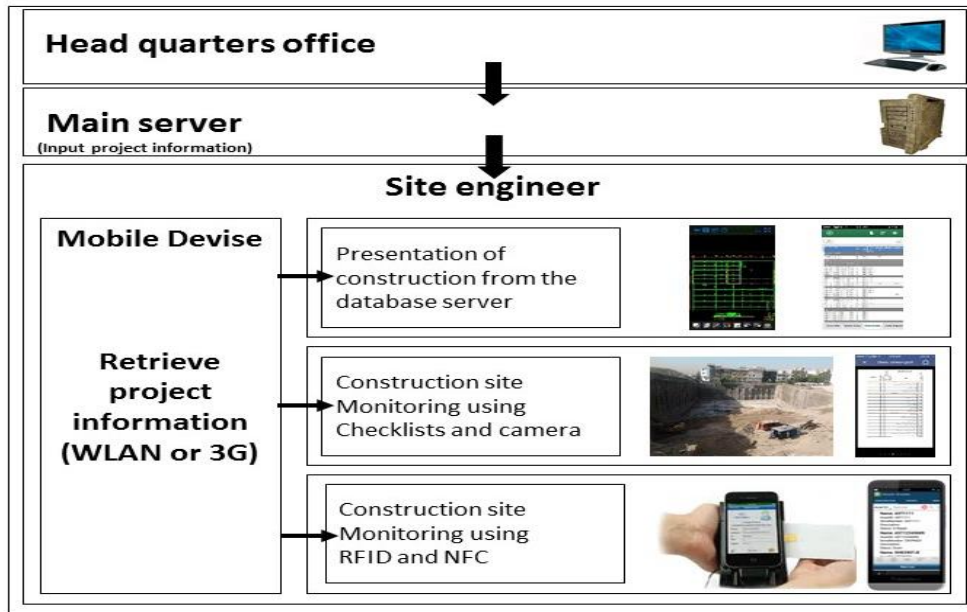 Head quarters office
Main server
(Input project information)
Site engineer
Mobile Devise
Retrieve
project
information
(WLAN or 3G)
Presentation of
construction from the
database server
Construction site
Monitoring using
Checklists and camera
Construction site
Monitoring using
RFID and NFC